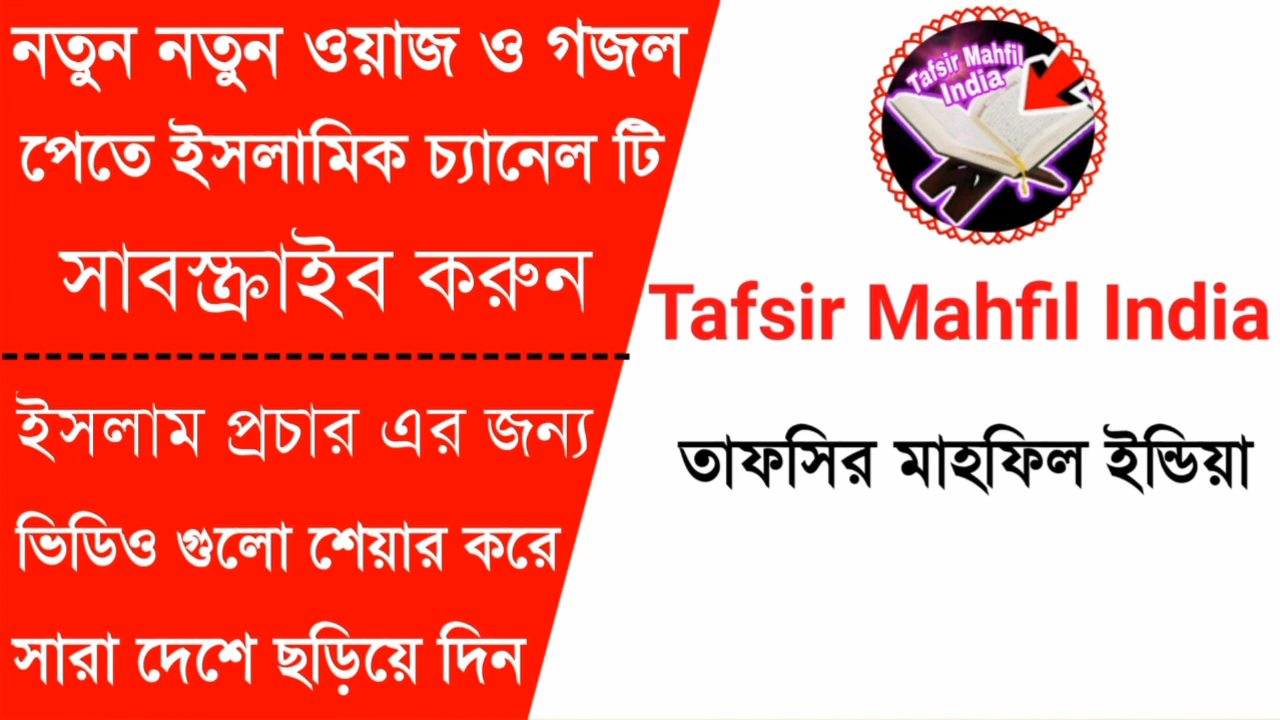 নতুন নতুন ওয়াজ ও গজল
পেতে ইসলামিক চ্যানেল টি
সাবস্ক্রাইব করুন
ইসলাম প্রচার এর জন্য
ভিডিও গুলো শেয়ার করে
সারা দেশে ছড়িয়ে দিন
Tafsir Mahfil
India
Tafsir Mahfil India
তাফসির মাহফিল ইন্ডিয়া